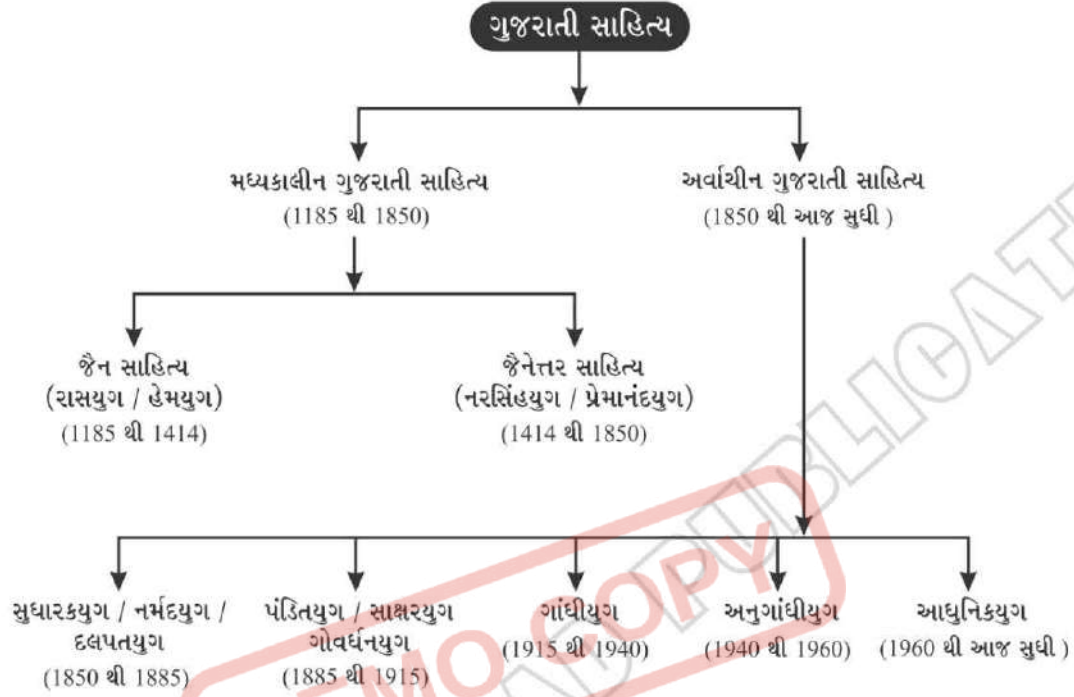 ગુજરાતી સાહિત્ય
મધ્યકાલીન ગુજરાતી સાહિત્ય
(1185 થી 1850)
અર્વાચીન ગુજરાતી સાહિત્ય
(1850 થી આજ સુધી )
જૈન સાહિત્ય
(રાસયુગ / હેમયુગ)
(1185 થી 1414)
જૈનેત્તર સાહિત્ય
(નરસિંહયુગ / પ્રેમાનંદયુગ)
(1414 થી 1850)
સુધારકયુગ / નર્મદયુગ /
દલપતયુગ
(1850 થી 1885)
પંડિતયુગ / સાક્ષરયુગ
ગોવર્ધનયુગ
(1885 થી 1915)
ગાંધીયુગ
(1915 થી 1940)
અનુગાંધીયુગ
(1940 થી 1960)
આધુનિકયુગ
(1960 થી આજ સુધી )
COPY